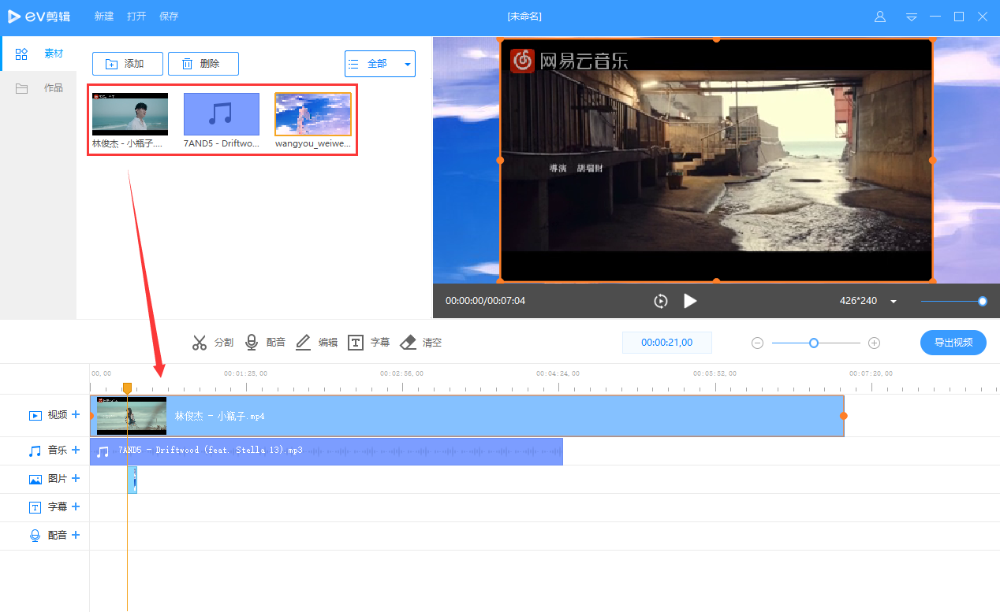 EV剪辑 新建 打开 保存 [未命名]
素材
作品
添加 删除 全部
林俊杰 - 小瓶子.... 7AND5 - Driftwo... wangyou_weiwe...
网易云音乐
導演 胡瑞財
00:00:00/00:07:04 426*240
分割 配音 编辑 字幕 清空 00:00:21,00 导出视频
00,00 00:01:28,00 00:02:56,00 00:04:24,00 00:05:52,00 00:07:20,00
视频 林俊杰 - 小瓶子.mp4
音乐 7AND5 - Driftwood (feat. Stella 13).mp3
图片
字幕
配音